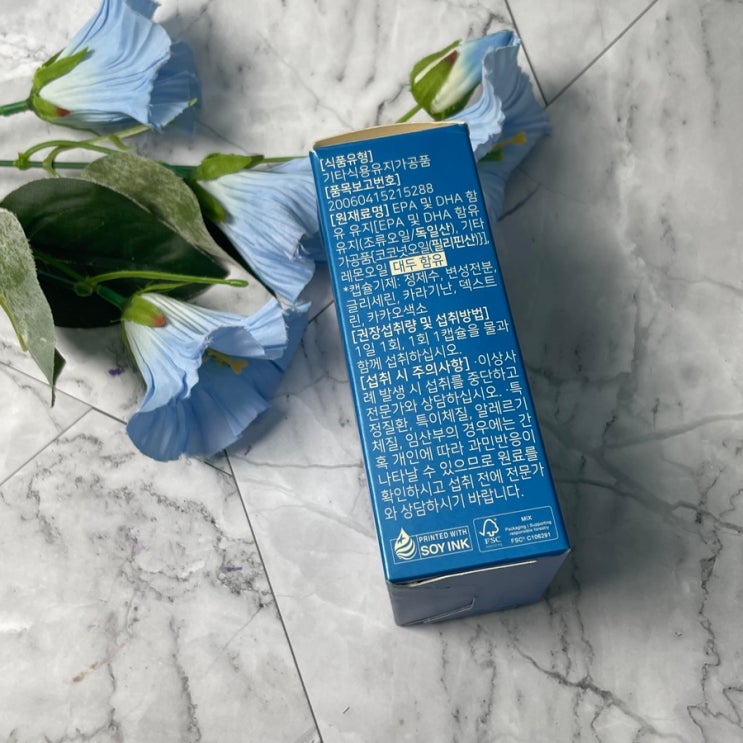 [식품유형]
기타식용유지가공품
[품목보고번호]
20060415215288
[원재료명] EPA 및 DHA 함
유 유지[EPA 및 DHA 함유
유지(조류오일/독일산), 기타
가공품{코코넛오일(필리핀산)}],
레몬오일 대두 함유
*캡슐기제: 정제수, 변성전분,
글리세린, 카라기난, 덱스트
린, 카카오색소
[권장섭취량 및 섭취방법]
1일 1회, 1회 1캡슐을 물과
함께 섭취하십시오.
[섭취 시 주의사항] ·이상사
례 발생 시 섭취를 중단하고
전문가와 상담하십시오. ·특
정질환, 특이체질, 알레르기
체질, 임산부의 경우에는 간
혹 개인에 따라 과민반응이
나타날 수 있으므로 원료를
확인하시고 섭취 전에 전문가
와 상담하시기 바랍니다.
PRINTED WITH
SOY INK
FSC
MIX
Packaging | Supporting
responsible forestry
FSC® C106291